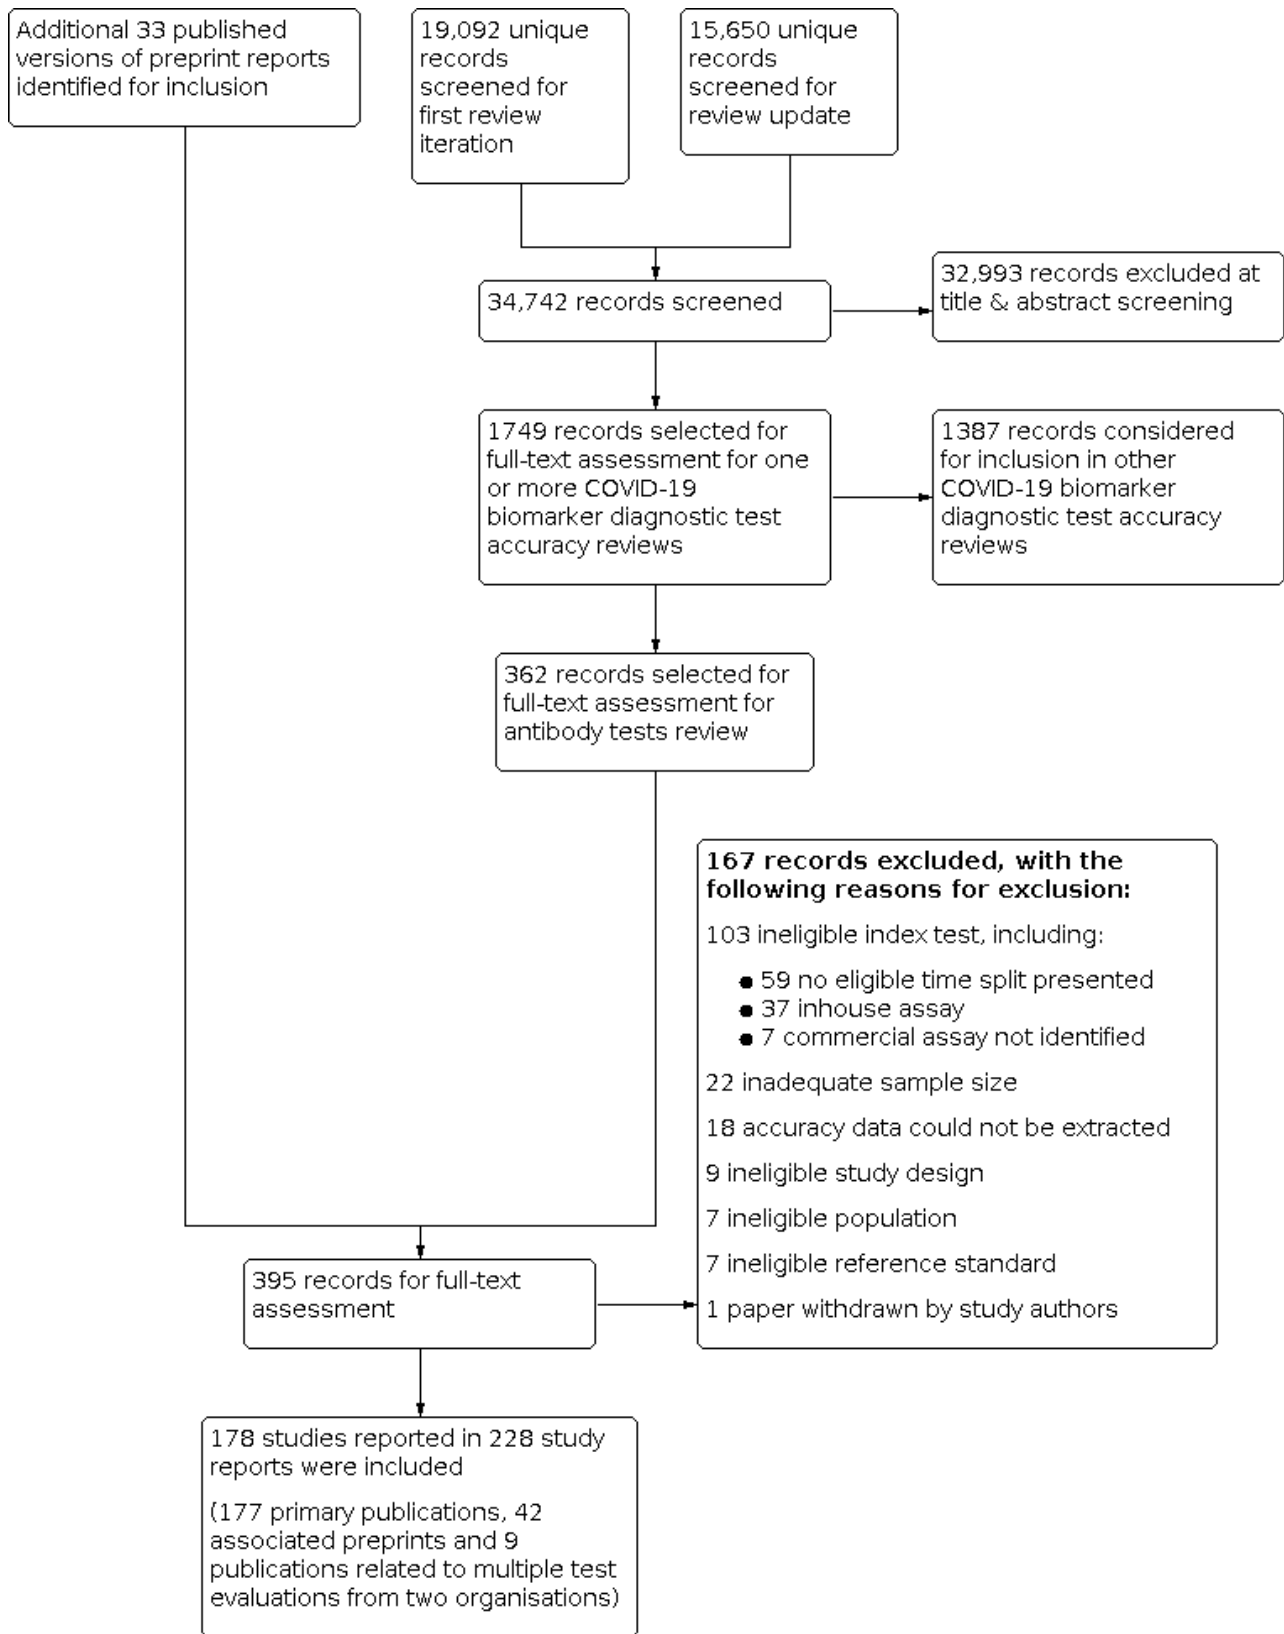 Additional 33 published
versions of preprint reports
identified for inclusion
19,092 unique
records
screened for
first review
iteration
15,650 unique
records
screened for
review update
34,742 records screened
32,993 records excluded at
title & abstract screening
1749 records selected for
full-text assessment for one
or more COVID-19
biomarker diagnostic test
accuracy reviews
1387 records considered
for inclusion in other
COVID-19 biomarker
diagnostic test accuracy
reviews
362 records selected for
full-text assessment for
antibody tests review
167 records excluded, with the
following reasons for exclusion:
103 ineligible index test, including:
● 59 no eligible time split presented
● 37 inhouse assay
● 7 commercial assay not identified
22 inadequate sample size
18 accuracy data could not be extracted
9 ineligible study design
7 ineligible population
7 ineligible reference standard
1 paper withdrawn by study authors
395 records for full-text
assessment
178 studies reported in 228 study
reports were included
(177 primary publications, 42
associated preprints and 9
publications related to multiple test
evaluations from two organisations)